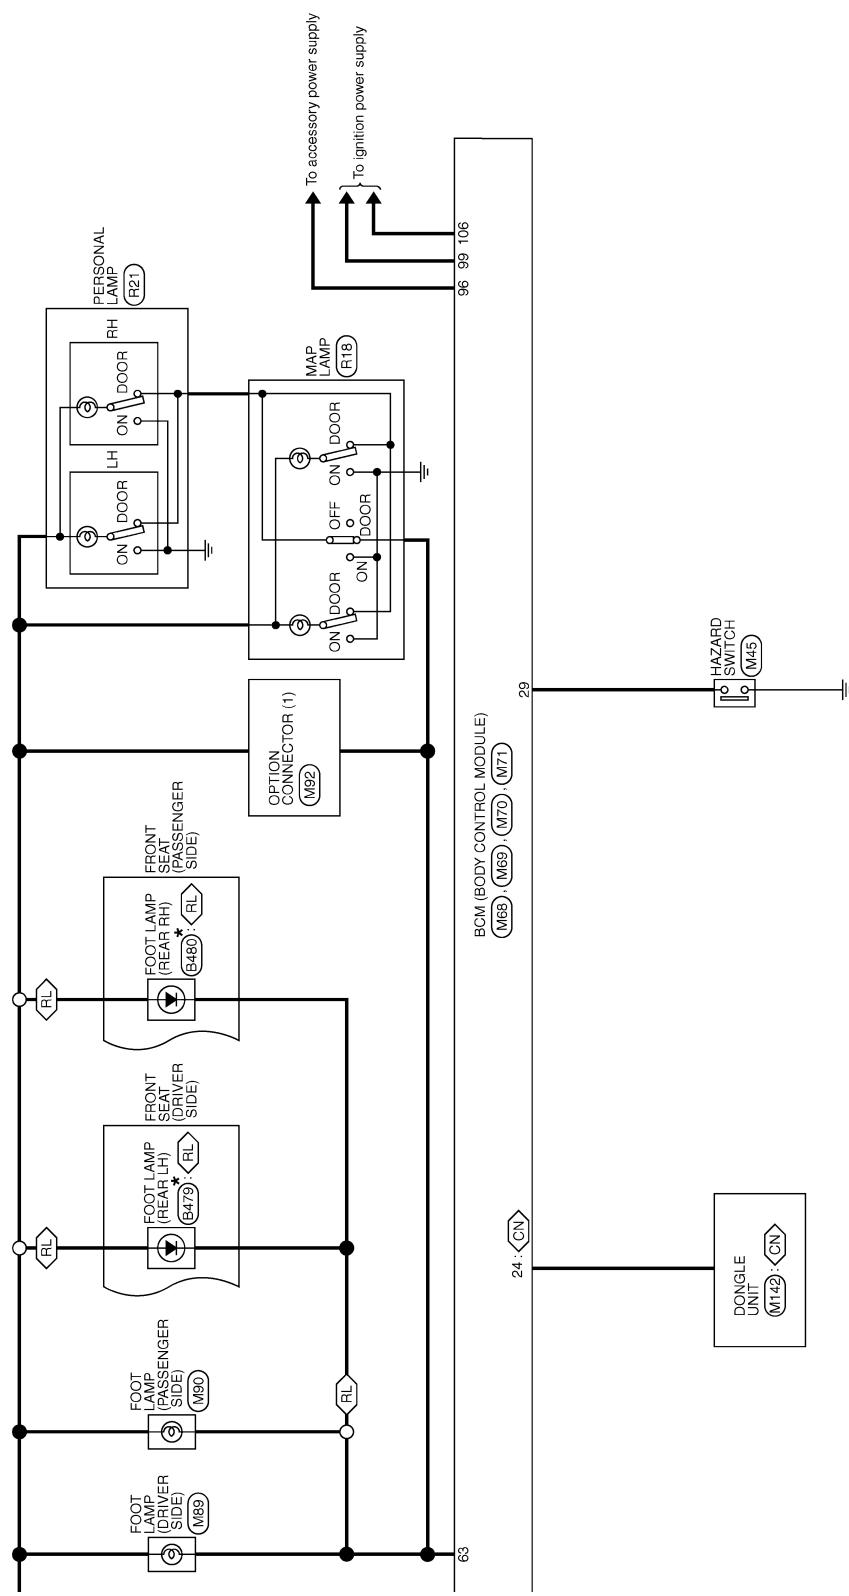 To accessory power supply
To ignition power supply
106
99
96
PERSONAL
LAMP
R21
RH
DOOR
ON
LH
DOOR
ON
MAP
LAMP
R18
DOOR
ON
OFF
DOOR
ON
DOOR
ON
HAZARD
SWITCH
M45
29
OPTION
CONNECTOR (1)
M92
BCM (BODY CONTROL MODULE)
M68 , M69 , M70 , M71
FRONT
SEAT
(PASSENGER
SIDE)
FOOT LAMP
(REAR RH)
B480 * : RL
RL
FRONT
SEAT
(DRIVER
SIDE)
FOOT LAMP
(REAR LH)
B479 * : RL
RL
24 : CN
DONGLE
UNIT
M142 : CN
FOOT
LAMP
(PASSENGER
SIDE)
M90
RL
FOOT
LAMP
(DRIVER
SIDE)
M89
63